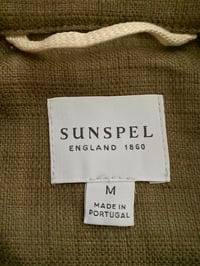 SUNSPEL
ENGLAND 1860
M
MADE IN
PORTUGAL